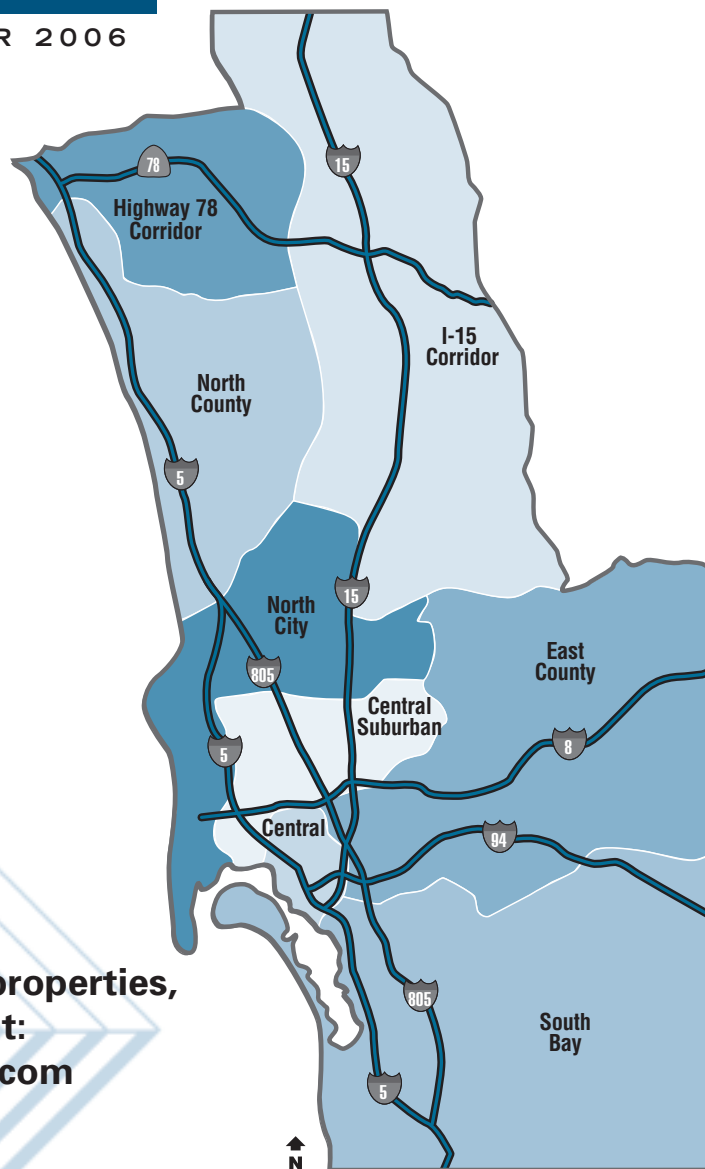 R 2006
78
15
Highway 78
Corridor
I-15
Corridor
North
County
5
15
North
City
East
County
805
Central
Suburban
5
8
Central
94
properties,
t:
805
com
South
Bay
5
N